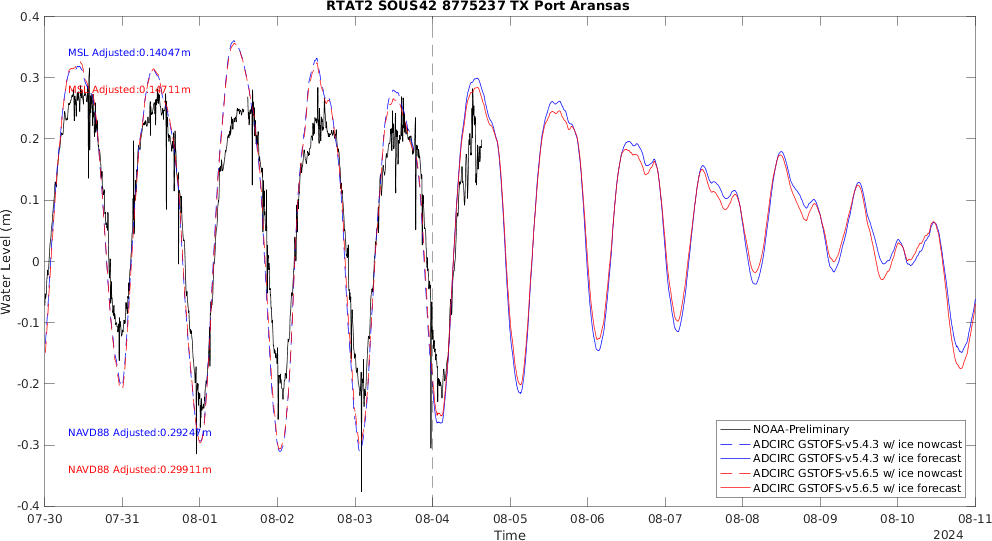 RTAT2 SOUS42 8775237 TX Port Aransas
0.4
0.3
0.2
0.1
0
-0.1
-0.2
-0.3
-0.4
Water Level (m)
MSL Adjusted:0.14047m
MSL Adjusted:0.14711m
NAVD88 Adjusted:0.29247m
NAVD88 Adjusted:0.29911m
NOAA-Preliminary
ADCIRC GSTOFS-v5.4.3 w/ ice nowcast
ADCIRC GSTOFS-v5.4.3 w/ ice forecast
ADCIRC GSTOFS-v5.6.5 w/ ice nowcast
ADCIRC GSTOFS-v5.6.5 w/ ice forecast
07-30 07-31 08-01 08-02 08-03 08-04 08-05 08-06 08-07 08-08 08-09 08-10 08-11
Time
2024